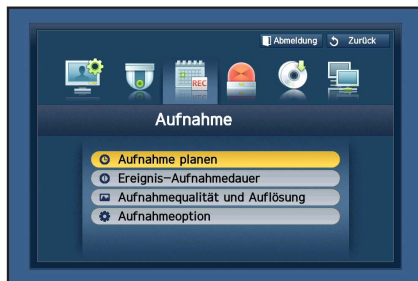 Abmeldung Zurück
REC
Aufnahme
Aufnahme planen
Ereignis-Aufnahmedauer
Aufnahmequalität und Auflösung
Aufnahmeoption